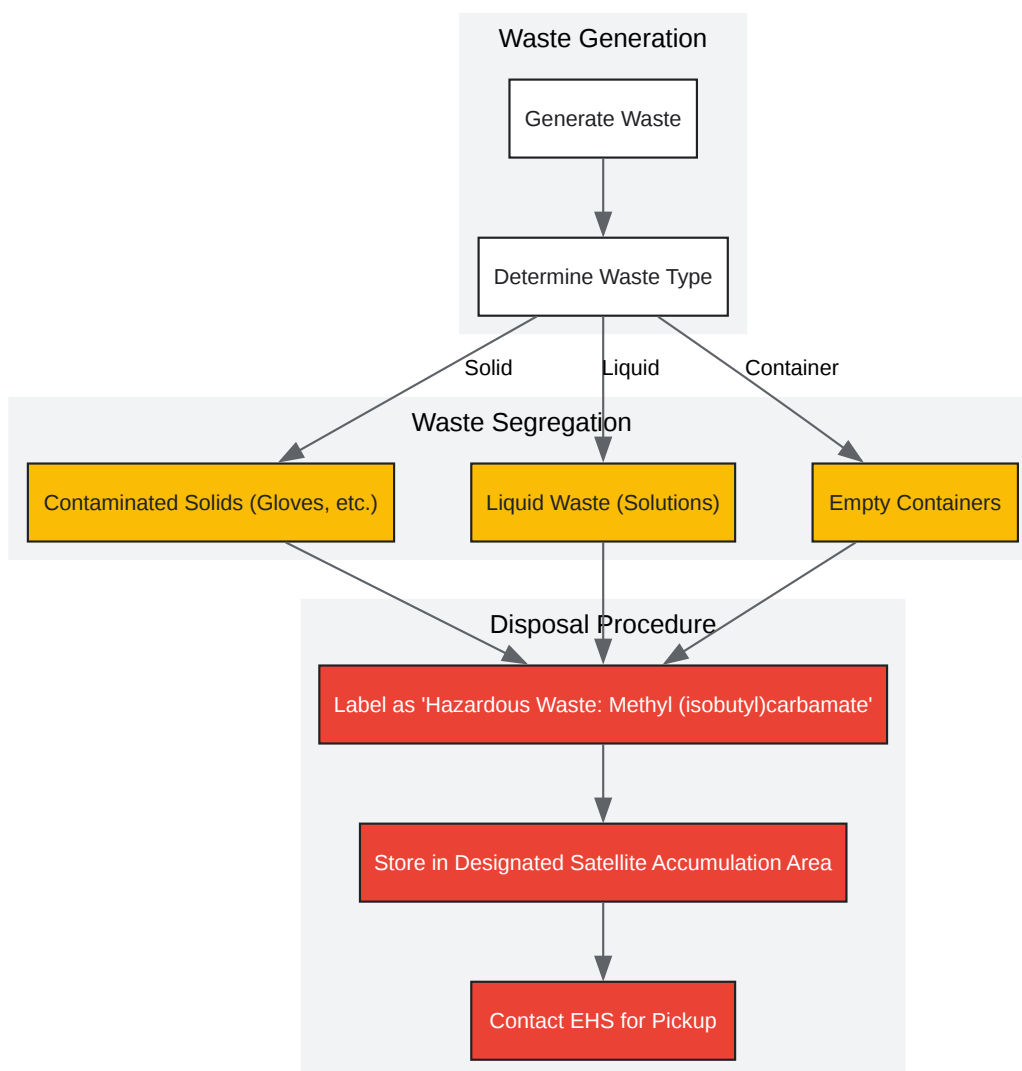 Waste Generation
Generate Waste
Determine Waste Type
Solid
Liquid
Container
Waste Segregation
Contaminated Solids (Gloves, etc.)
Liquid Waste (Solutions)
Empty Containers
Disposal Procedure
Label as 'Hazardous Waste: Methyl (isobutyl)carbamate'
Store in Designated Satellite Accumulation Area
Contact EHS for Pickup